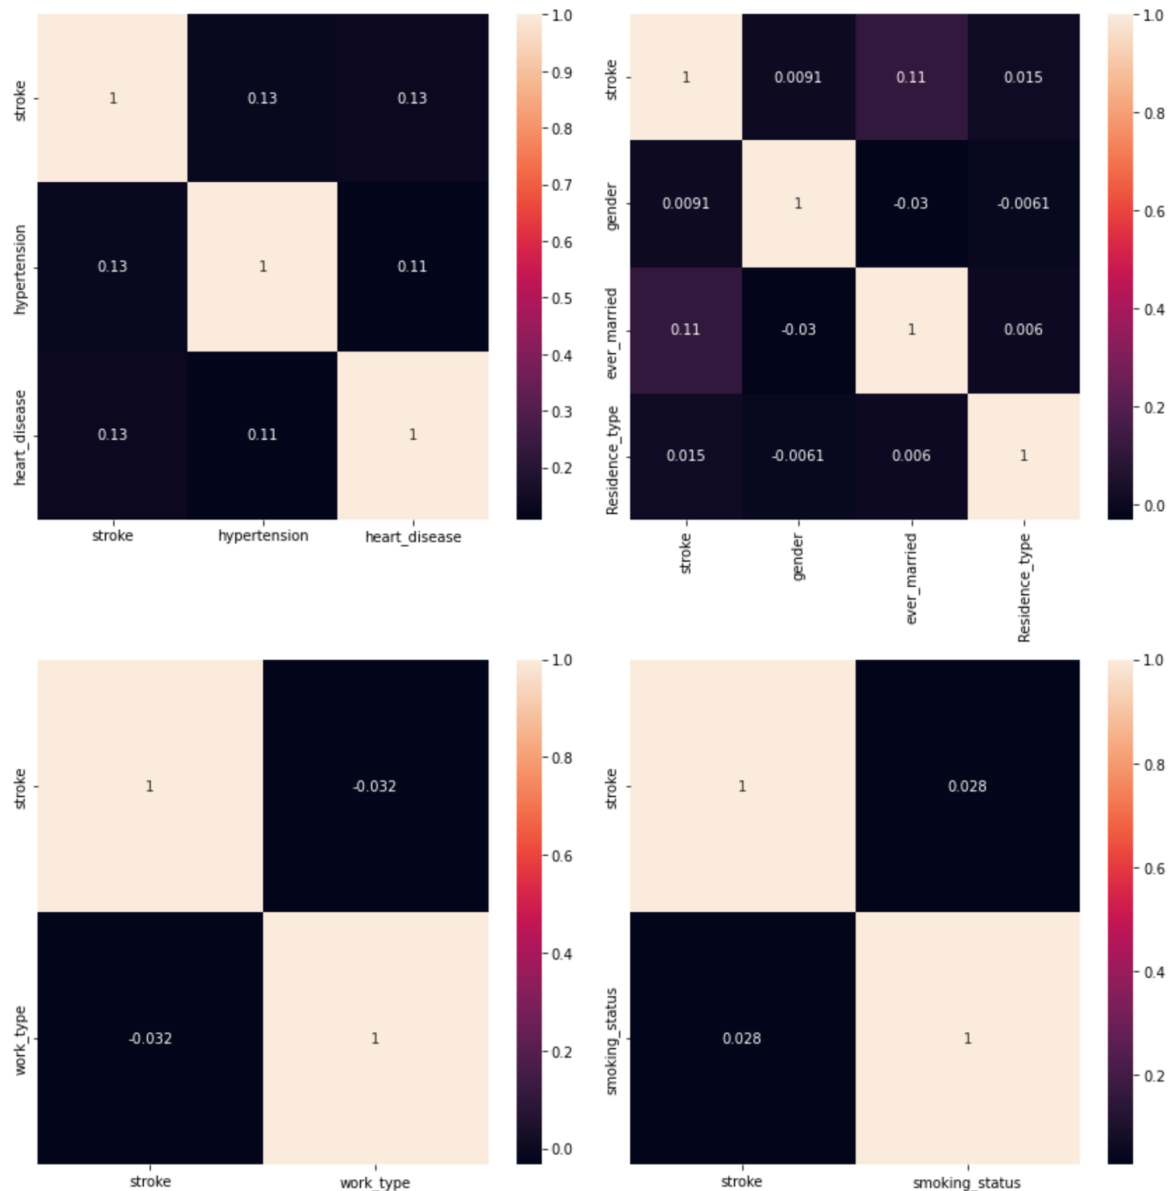 stroke
hypertension
heart_disease
1 0.13 0.13
0.13 1 0.11
0.13 0.11 1
stroke hypertension heart_disease
1.0
0.9
0.8
0.7
0.6
0.5
0.4
0.3
0.2
stroke
gender
ever_married
Residence_type
1 0.0091 0.11 0.015
0.0091 1 -0.03 -0.0061
0.11 -0.03 1 0.006
0.015 -0.0061 0.006 1
stroke gender ever_married Residence_type
1.0
0.8
0.6
0.4
0.2
0.0
stroke
work_type
1 -0.032
-0.032 1
stroke work_type
1.0
0.8
0.6
0.4
0.2
0.0
stroke
smoking_status
1 0.028
0.028 1
stroke smoking_status
1.0
0.8
0.6
0.4
0.2